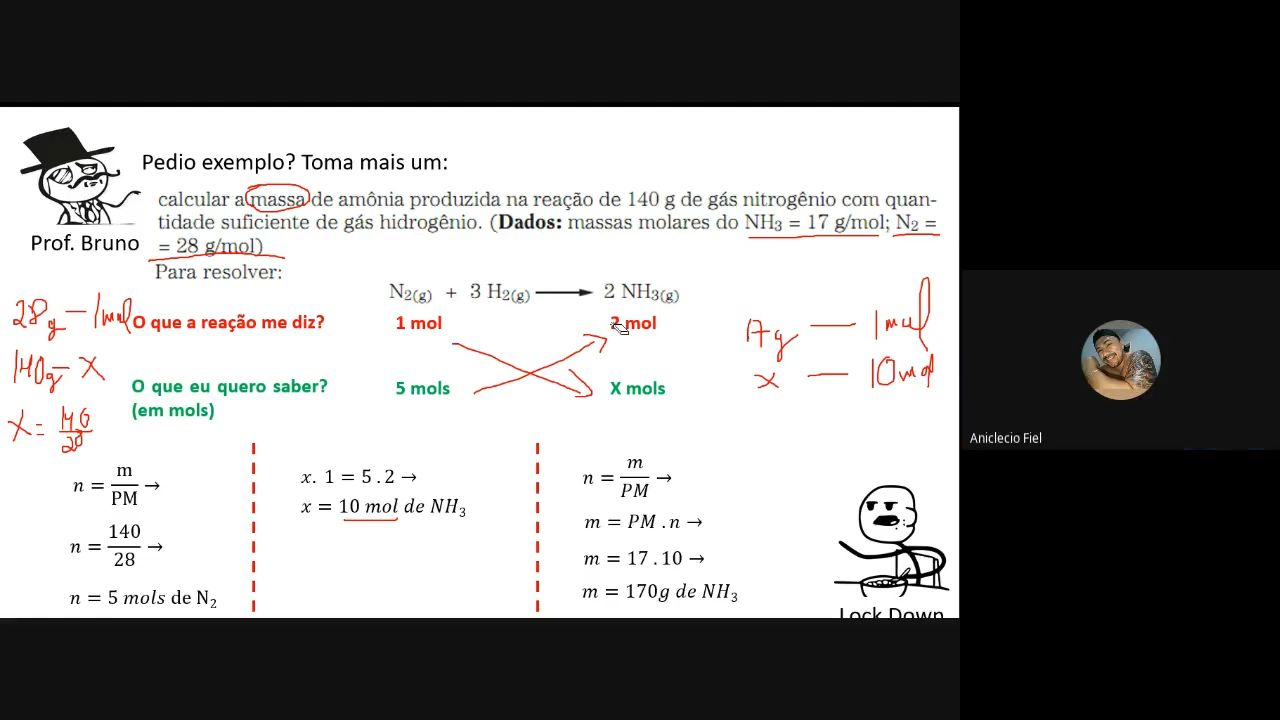 Pedio exemplo? Toma mais um:
calcular a massa de amônia produzida na reação de 140 g de gás nitrogênio com quan-
tidade suficiente de gás hidrogênio. (Dados: massas molares do NH₃ = 17 g/mol; N₂ =
= 28 g/mol)
Prof. Bruno
Para resolver:
N₂(g) + 3 H₂(g) ⟶ 2 NH₃(g)
28g — 1mol
O que a reação me diz? 1 mol 2 mol
17g — 1mol
140g — x
O que eu quero saber? 5 mols X mols
(em mols)
x — 10mol
x = 140/28
n = m/PM →
n = 140/28 →
n = 5 mols de N₂
x. 1 = 5 . 2 →
x = 10 mol de NH₃
n = m/PM →
m = PM . n →
m = 17 . 10 →
m = 170g de NH₃
Lock Down
Aniclecio Fiel